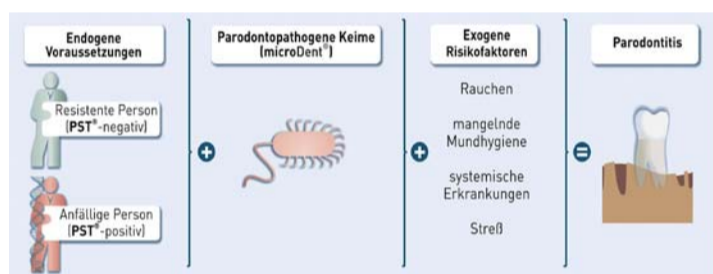 Endogene
Voraussetzungen
Resistente Person
(PST®-negativ)
Anfällige Person
(PST®-positiv)
+
Parodontopathogene Keime
(microDent®)
+
Exogene
Risikofaktoren
Rauchen
mangelnde
Mundhygiene
systemische
Erkrankungen
Streß
=
Parodontitis